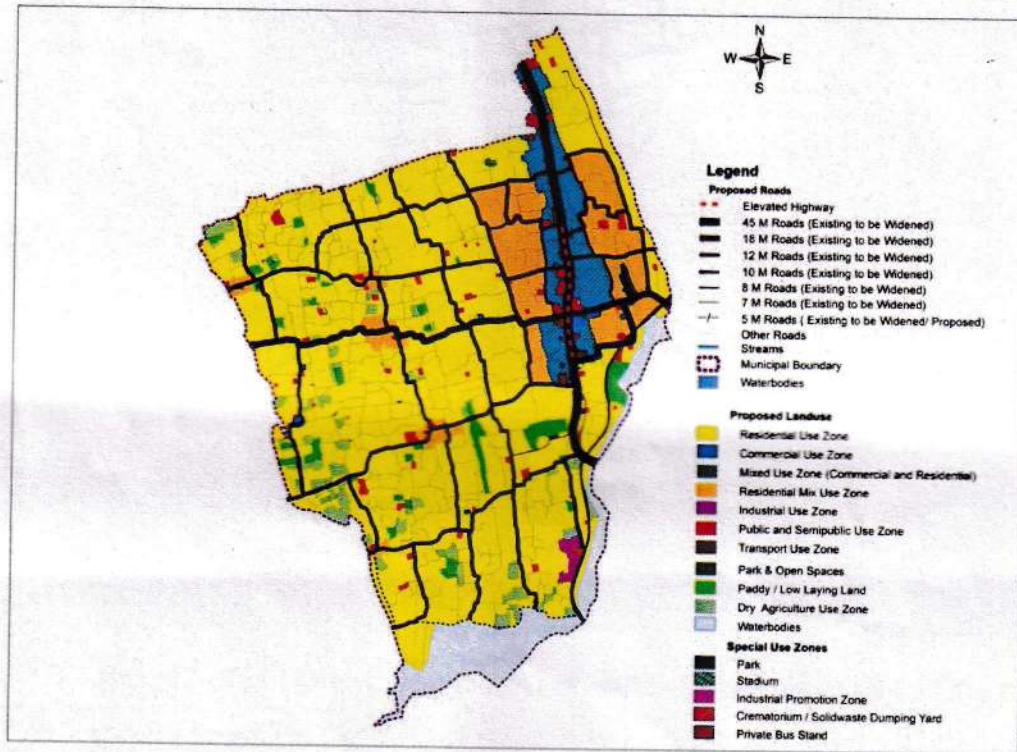 N
W E
S
Legend
Proposed Roads
Elevated Highway
45 M Roads (Existing to be Widened)
18 M Roads (Existing to be Widened)
12 M Roads (Existing to be Widened)
10 M Roads (Existing to be Widened)
8 M Roads (Existing to be Widened)
7 M Roads (Existing to be Widened)
5 M Roads ( Existing to be Widened/ Proposed)
Other Roads
Streams
Municipal Boundary
Waterbodies
Proposed Landuse
Residential Use Zone
Commercial Use Zone
Mixed Use Zone (Commercial and Residential)
Residential Mix Use Zone
Industrial Use Zone
Public and Semipublic Use Zone
Transport Use Zone
Park & Open Spaces
Paddy / Low Laying Land
Dry Agriculture Use Zone
Waterbodies
Special Use Zones
Park
Stadium
Industrial Promotion Zone
Crematorium / Solidwaste Dumping Yard
Private Bus Stand